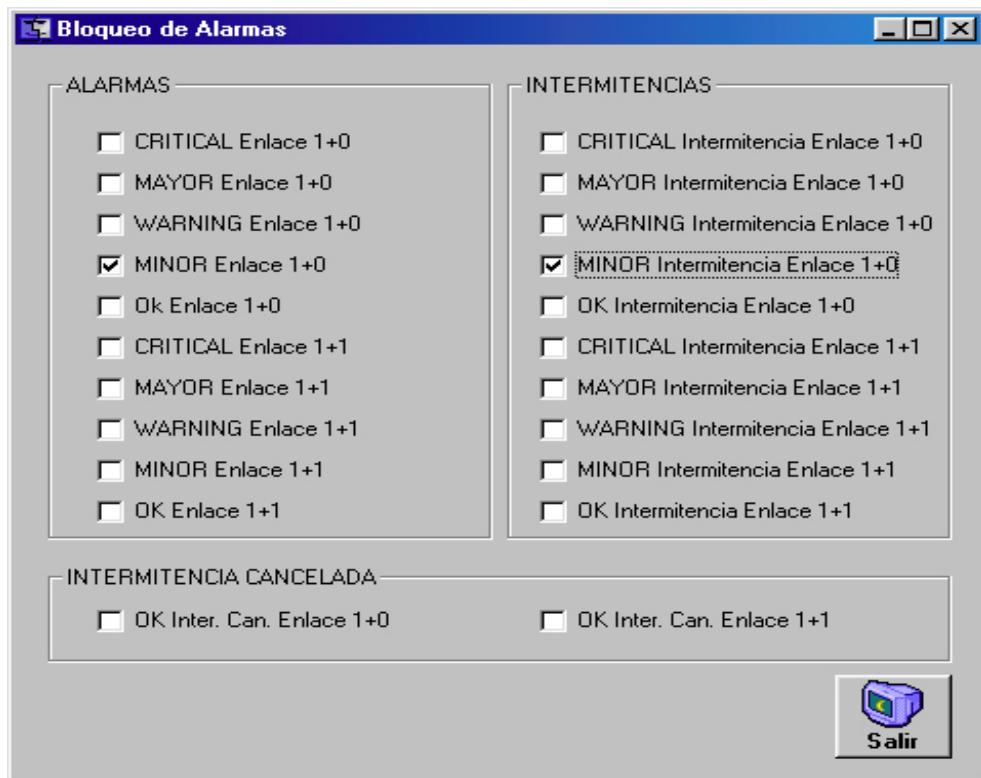 Bloqueo de Alarmas
ALARMAS
CRITICAL Enlace 1+0
MAYOR Enlace 1+0
WARNING Enlace 1+0
MINOR Enlace 1+0
Ok Enlace 1+0
CRITICAL Enlace 1+1
MAYOR Enlace 1+1
WARNING Enlace 1+1
MINOR Enlace 1+1
OK Enlace 1+1
INTERMITENCIAS
CRITICAL Intermitencia Enlace 1+0
MAYOR Intermitencia Enlace 1+0
WARNING Intermitencia Enlace 1+0
MINOR Intermitencia Enlace 1+0
OK Intermitencia Enlace 1+0
CRITICAL Intermitencia Enlace 1+1
MAYOR Intermitencia Enlace 1+1
WARNING Intermitencia Enlace 1+1
MINOR Intermitencia Enlace 1+1
OK Intermitencia Enlace 1+1
INTERMITENCIA CANCELADA
OK Inter. Can. Enlace 1+0
OK Inter. Can. Enlace 1+1
Salir